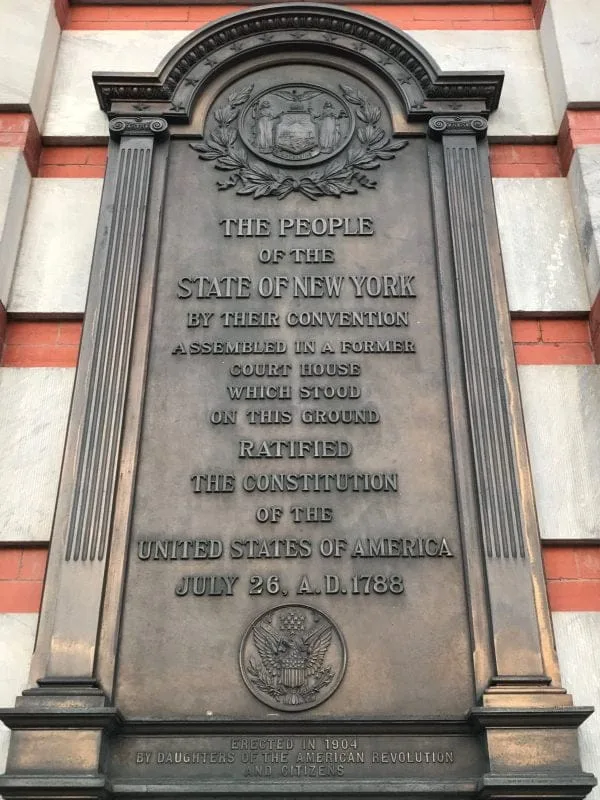 THE PEOPLE
OF THE
STATE OF NEW YORK
BY THEIR CONVENTION
ASSEMBLED IN A FORMER
COURT HOUSE
WHICH STOOD
ON THIS GROUND
RATIFIED
THE CONSTITUTION
OF THE
UNITED STATES OF AMERICA
JULY 26, A.D. 1788
ERECTED IN 1904
BY DAUGHTERS OF THE AMERICAN REVOLUTION
AND CITIZENS